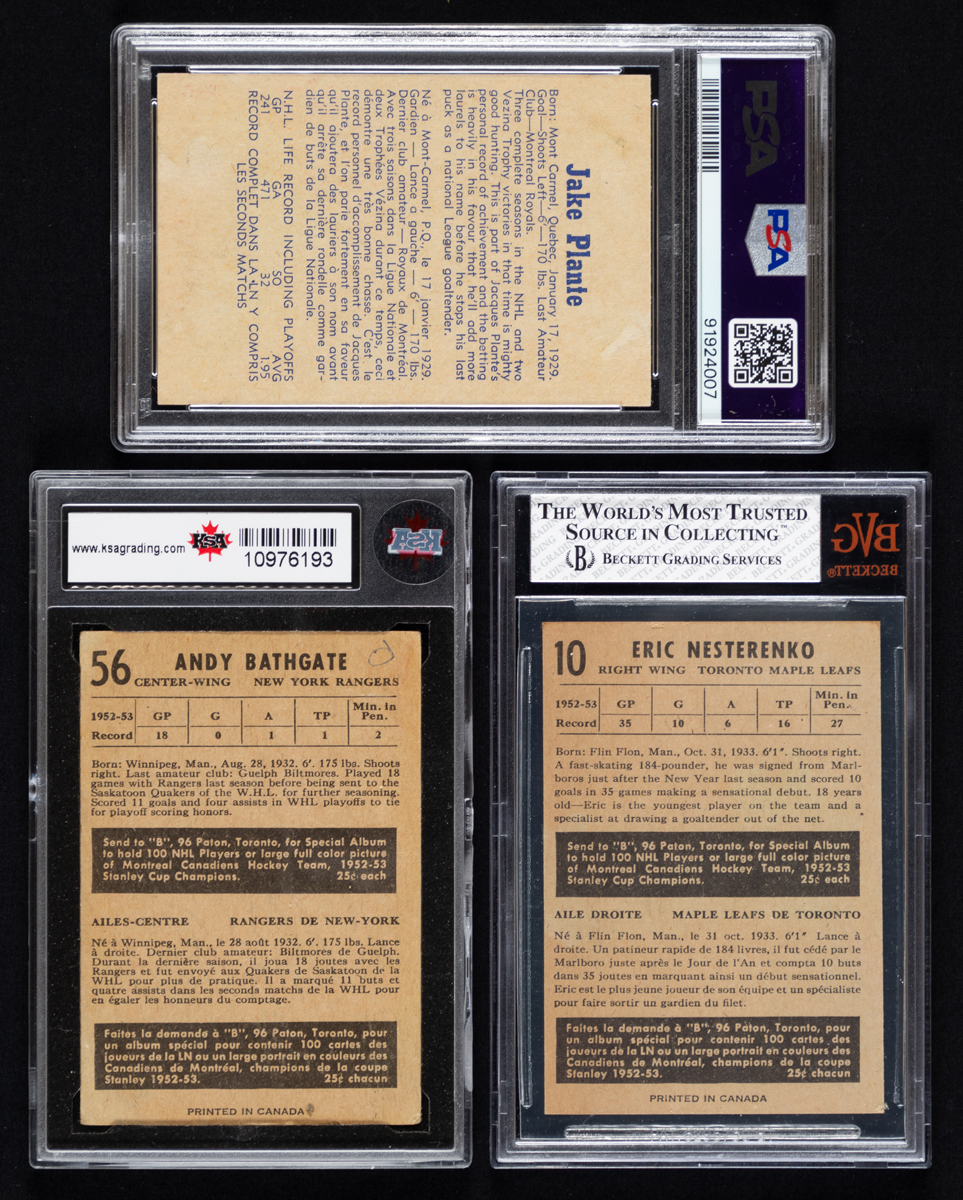 PSA
PSA
91924007
Jake Plante
Born: Mont Carmel, Quebec, January 17, 1929.
Goal—Shoots Left—6'—170 lbs. Last Amateur
Club—Montreal Royals.
Three complete seasons in the NHL and two
Vezina Trophy victories in that time is mighty
good hunting. This is part of Jacques Plante's
personal record of achievement and the betting
is heavily in his favour that he'll add more
laurels to his name before he stops his last
puck as a national League goaltender.
Né à Mont-Carmel, P.Q., le 17 janvier 1929.
Gardien — Lance a gauche — 6' — 170 lbs.
Dernier club amateur — Royaux de Montréal.
Avec trois saisons dans la Ligue Nationale et
deux Trophées Vézina durant ce temps, ceci
démontre une très bonne chasse. C'est le
record personnel d'accomplissement de Jacques
Plante, et l'on parie forement en sa faveur
qu'il ajoutera des lauriers à son nom avant
qu'il arrête sa dernière rondelle comme gar-
dien de buts de la Ligue Nationale.
N.H.L. LIFE RECORD INCLUDING PLAYOFFS
GP GA SO AVG
241 471 32 1.95
RECORD COMPLET DANS LA LN Y COMPRIS
LES SECONDS MATCHS
www.ksagrading.com KSA
10976193
KSA
56 ANDY BATHGATE
CENTER-WING NEW YORK RANGERS
1952-53 GP G A TP Min. in Pen.
Record 18 0 1 1 2
Born: Winnipeg, Man., Aug. 28, 1932. 6'. 175 lbs. Shoots
right. Last amateur club: Guelph Biltmores. Played 18
games with Rangers last season before being sent to the
Saskatoon Quakers of the W.H.L. for further seasoning.
Scored 11 goals and four assists in WHL playoffs to tie
for playoff scoring honors.
Send to "B", 96 Paton, Toronto, for Special Album
to hold 100 NHL Players or large full color picture
of Montreal Canadiens Hockey Team, 1952-53
Stanley Cup Champions. 25¢ each
AILES-CENTRE RANGERS DE NEW-YORK
Né à Winnipeg, Man., le 28 août 1932. 6'. 175 lbs. Lance
à droite. Dernier club amateur: Biltmores de Guelph.
Durant la dernière saison, il joua 18 joutes avec les
Rangers et fut envoyé aux Quakers de Saskatoon de la
WHL pour plus de pratique. Il a marqué 11 buts et
quatre assists dans les seconds matchs de la WHL pour
en égaler les honneurs du comptage.
Faites la demande à "B", 96 Paton, Toronto, pour
un album spécial pour contenir 100 cartes des
joueurs de la LN ou un large portrait en couleurs des
Canadiens de Montréal, champions de la coupe
Stanley 1952-53. 25¢ chacun
PRINTED IN CANADA
THE WORLD'S MOST TRUSTED
SOURCE IN COLLECTING™
B BECKETT GRADING SERVICES
BVG
BECKETT®
10 ERIC NESTERENKO
RIGHT WING TORONTO MAPLE LEAFS
1952-53 GP G A TP Min. in Pen.
Record 35 10 6 16 27
Born: Flin Flon, Man., Oct. 31, 1933. 6'1". Shoots right.
A fast-skating 184-pounder, he was signed from Marl-
boros just after the New Year last season and scored 10
goals in 35 games making a sensational debut. 18 years
old—Eric is the youngest player on the team and a
specialist at drawing a goaltender out of the net.
Send to "B", 96 Paton, Toronto, for Special Album
to hold 100 NHL Players or large full color picture
of Montreal Canadiens Hockey Team, 1952-53
Stanley Cup Champions. 25¢ each
AILE DROITE MAPLE LEAFS DE TORONTO
Né à Flin Flon, Man., le 31 oct. 1933. 6'1" Lance à
droite. Un patineur rapide de 184 livres, il fut cédé par le
Marlboro juste après le Jour de l'An et compta 10 buts
dans 35 joutes en marquant ainsi un début sensationnel.
Eric est le plus jeune joueur de son équipe et un spécialiste
pour faire sortir un gardien du filet.
Faites la demande à "B", 96 Paton, Toronto, pour
un album spécial pour contenir 100 cartes des
joueurs de la LN ou un large portrait en couleurs des
Canadiens de Montréal, champions de la coupe
Stanley 1952-53. 25¢ chacun
PRINTED IN CANADA